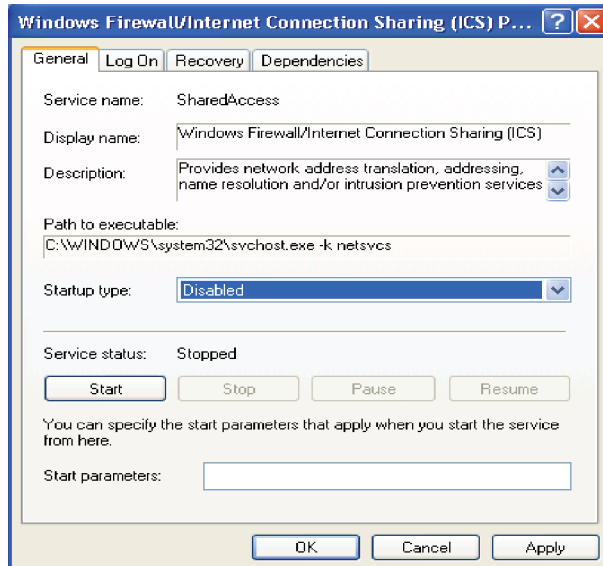 Windows Firewall/Internet Connection Sharing (ICS) P... ?
General Log On Recovery Dependencies
Service name: SharedAccess
Display name: Windows Firewall/Internet Connection Sharing (ICS)
Description: Provides network address translation, addressing,
name resolution and/or intrusion prevention services
Path to executable:
C:\WINDOWS\system32\svchost.exe -k netsvcs
Startup type: Disabled
Service status: Stopped
Start Stop Pause Resume
You can specify the start parameters that apply when you start the service
from here.
Start parameters:
OK Cancel Apply